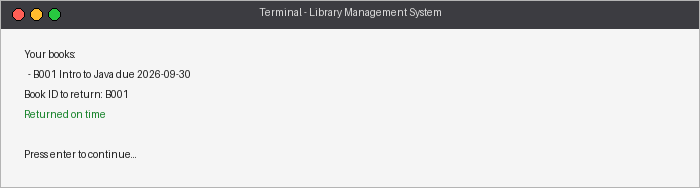 Terminal - Library Management System
Your books:
- B001 Intro to Java due 2026-09-30
Book ID to return: B001
Returned on time
Press enter to continue...